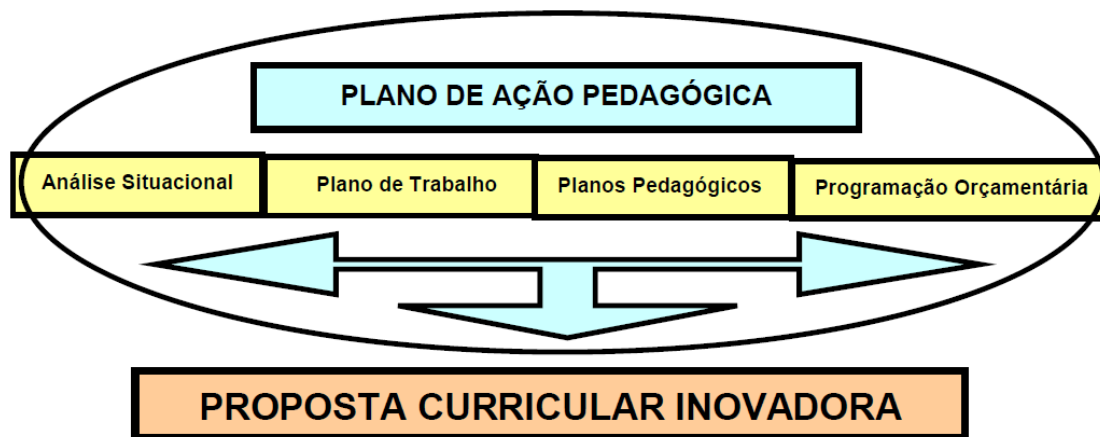 PLANO DE AÇÃO PEDAGÓGICA
Análise Situacional
Plano de Trabalho
Planos Pedagógicos
Programação Orçamentária
PROPOSTA CURRICULAR INOVADORA